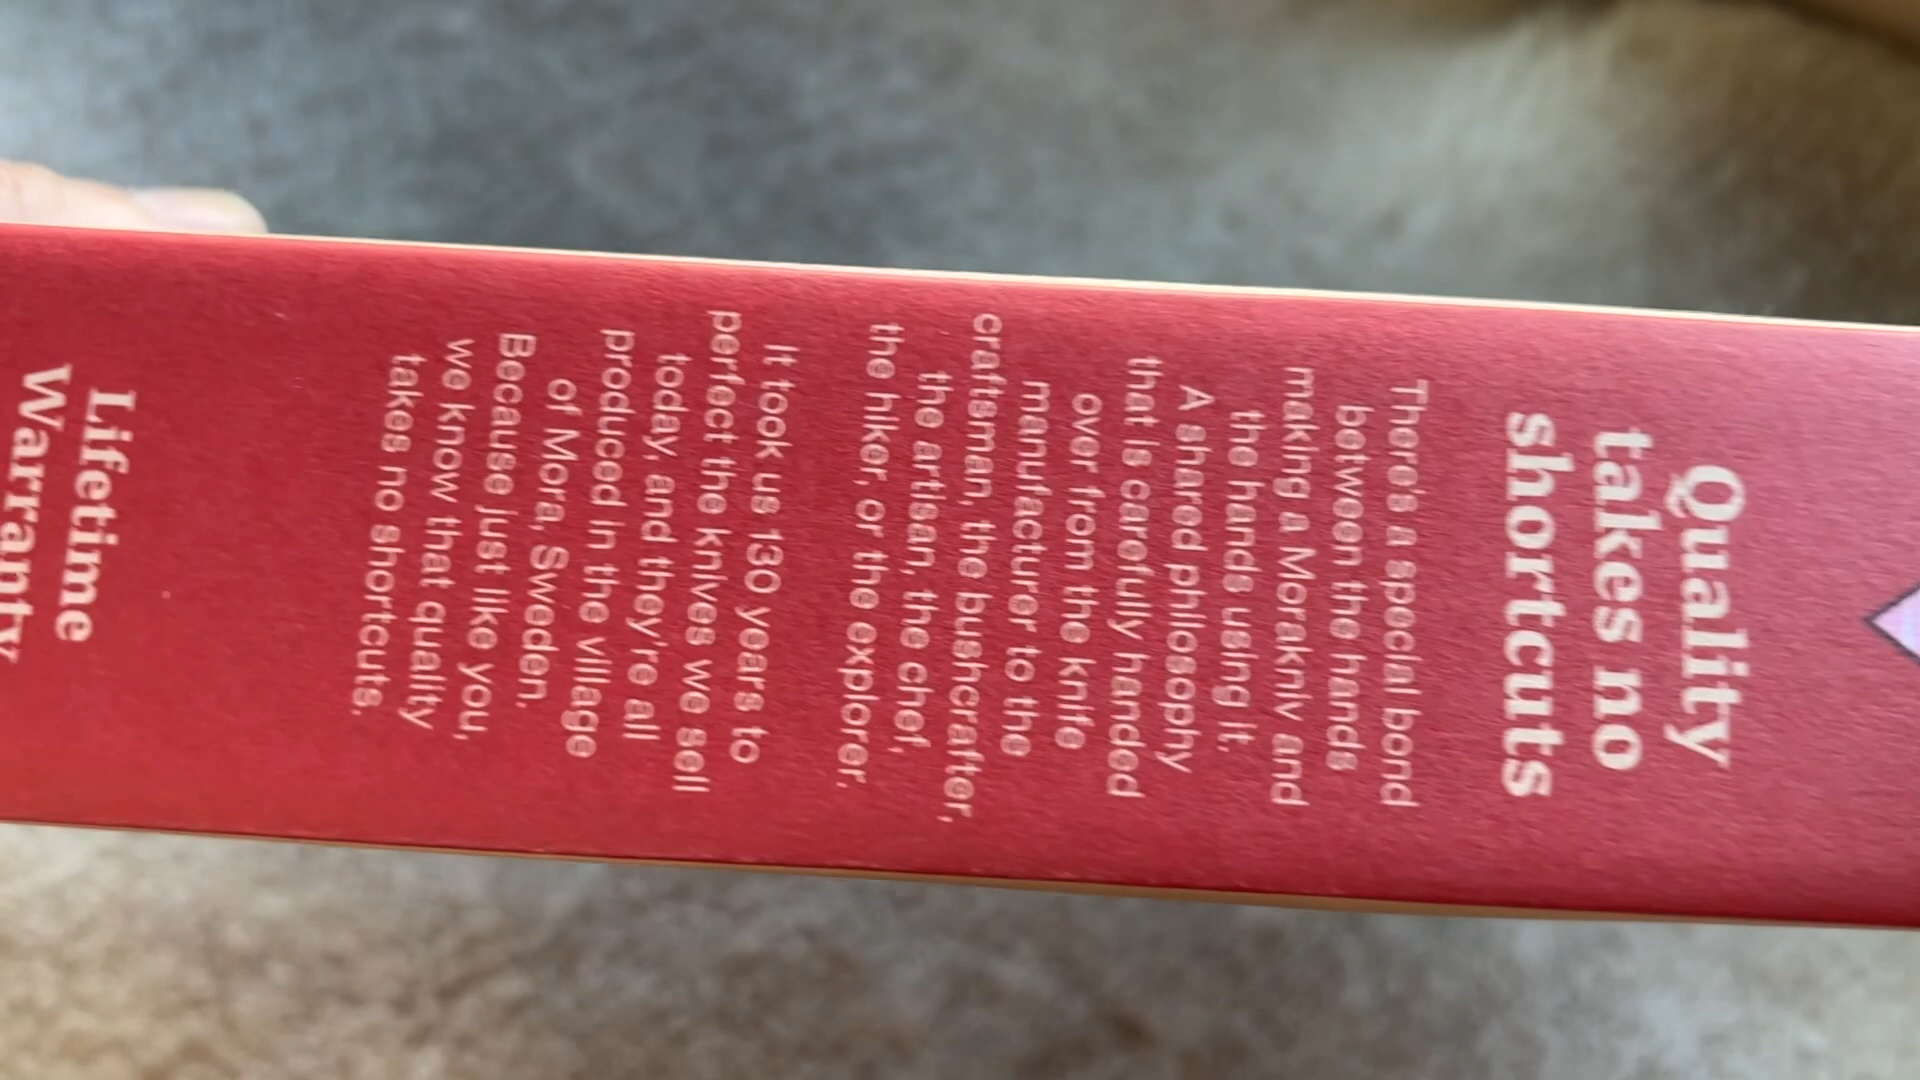 Quality
takes no
shortcuts
There's a special bond
between the hands
making a Morakniv and
the hands using it.
A shared philosophy
that is carefully handed
over from the knife
manufacturer to the
craftsman, the bushcrafter,
the artisan, the chef,
the hiker, or the explorer.
It took us 130 years to
perfect the knives we sell
today, and they're all
produced in the village
of Mora, Sweden.
Because just like you,
we know that quality
takes no shortcuts.
Lifetime
Warranty